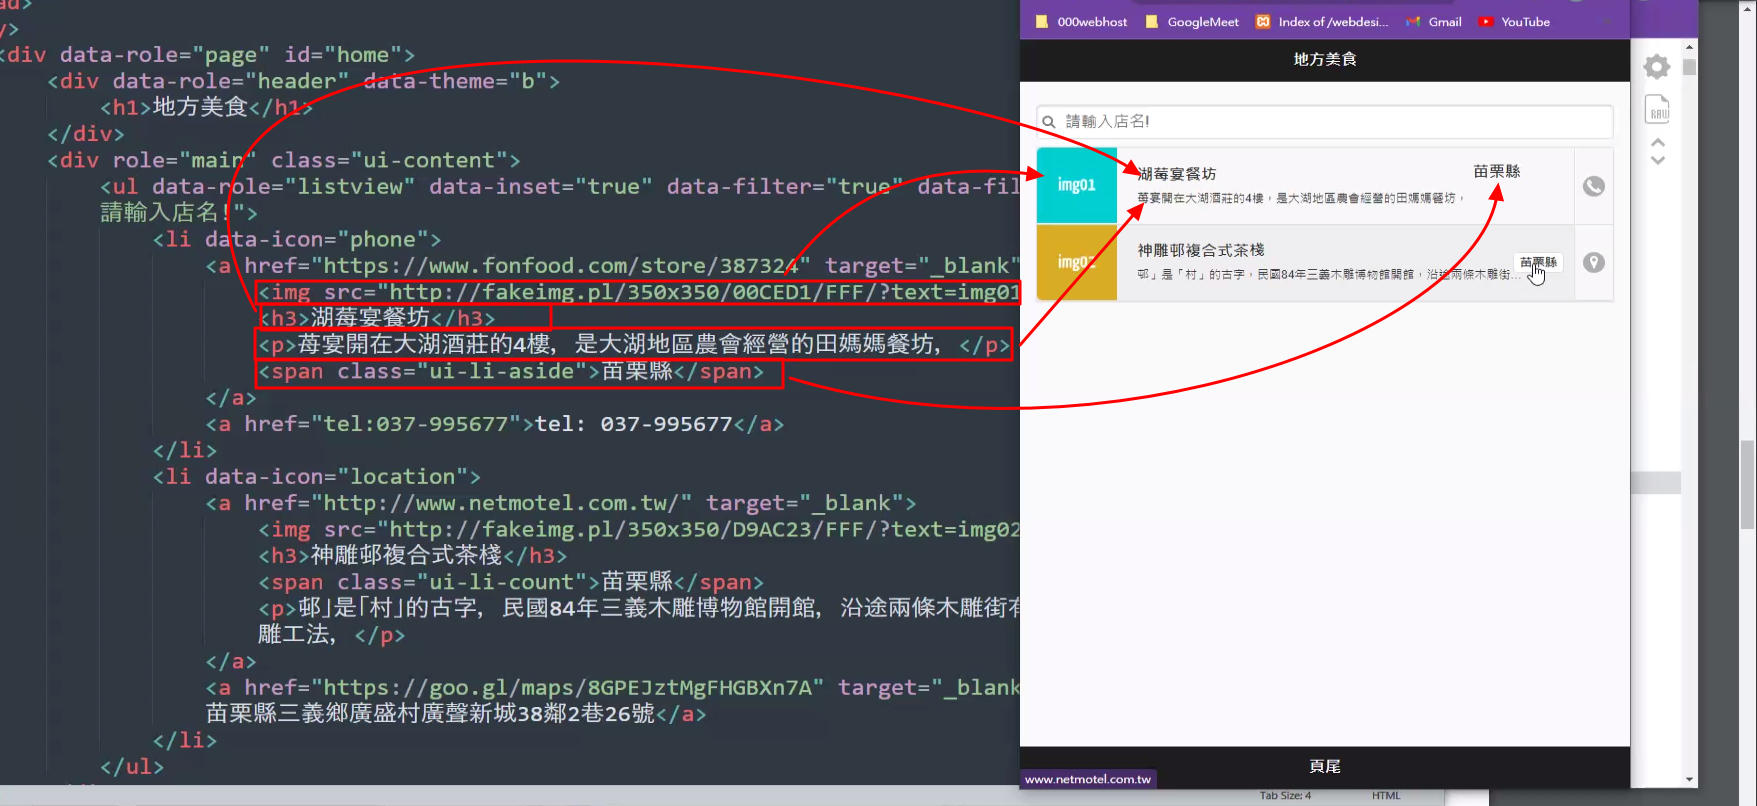 ad>
y>
<div data-role="page" id="home">
<div data-role="header" data-theme="b">
<h1>地方美食</h1>
</div>
<div role="main" class="ui-content">
<ul data-role="listview" data-inset="true" data-filter="true" data-fil
請輸入店名!">
<li data-icon="phone">
<a href="https://www.fonfood.com/store/387324" target="_blank"
<img src="http://fakeimg.pl/350x350/00CED1/FFF/?text=img01
<h3>湖莓宴餐坊</h3>
<p>莓宴開在大湖酒莊的4樓, 是大湖地區農會經營的田媽媽餐坊, </p>
<span class="ui-li-aside">苗栗縣</span>
</a>
<a href="tel:037-995677">tel: 037-995677</a>
</li>
<li data-icon="location">
<a href="http://www.netmotel.com.tw/" target="_blank">
<img src="http://fakeimg.pl/350x350/D9AC23/FFF/?text=img02
<h3>神雕邨複合式茶棧</h3>
<span class="ui-li-count">苗栗縣</span>
<p>邨」是「村」的古字, 民國84年三義木雕博物館開館, 沿途兩條木雕街有
雕工法, </p>
</a>
<a href="https://goo.gl/maps/8GPEJztMgFHGBXn7A" target="_blank
苗栗縣三義鄉廣盛村廣聲新城38鄰2巷26號</a>
</li>
</ul>
000webhost GoogleMeet Index of /webdesi... Gmail YouTube
地方美食
請輸入店名!
img01
湖莓宴餐坊
苗栗縣
莓宴開在大湖酒莊的4樓,是大湖地區農會經營的田媽媽餐坊,
img02
神雕邨複合式茶棧
苗栗縣
邨」是「村」的古字,民國84年三義木雕博物館開館,沿途兩條木雕街...
頁尾
www.netmotel.com.tw
RAW
Tab Size: 4 HTML